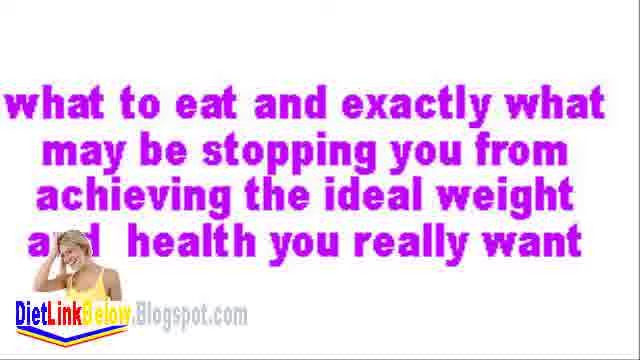 what to eat and exactly what
may be stopping you from
achieving the ideal weight
and health you really want
DietLinkBelow.Blogspot.com